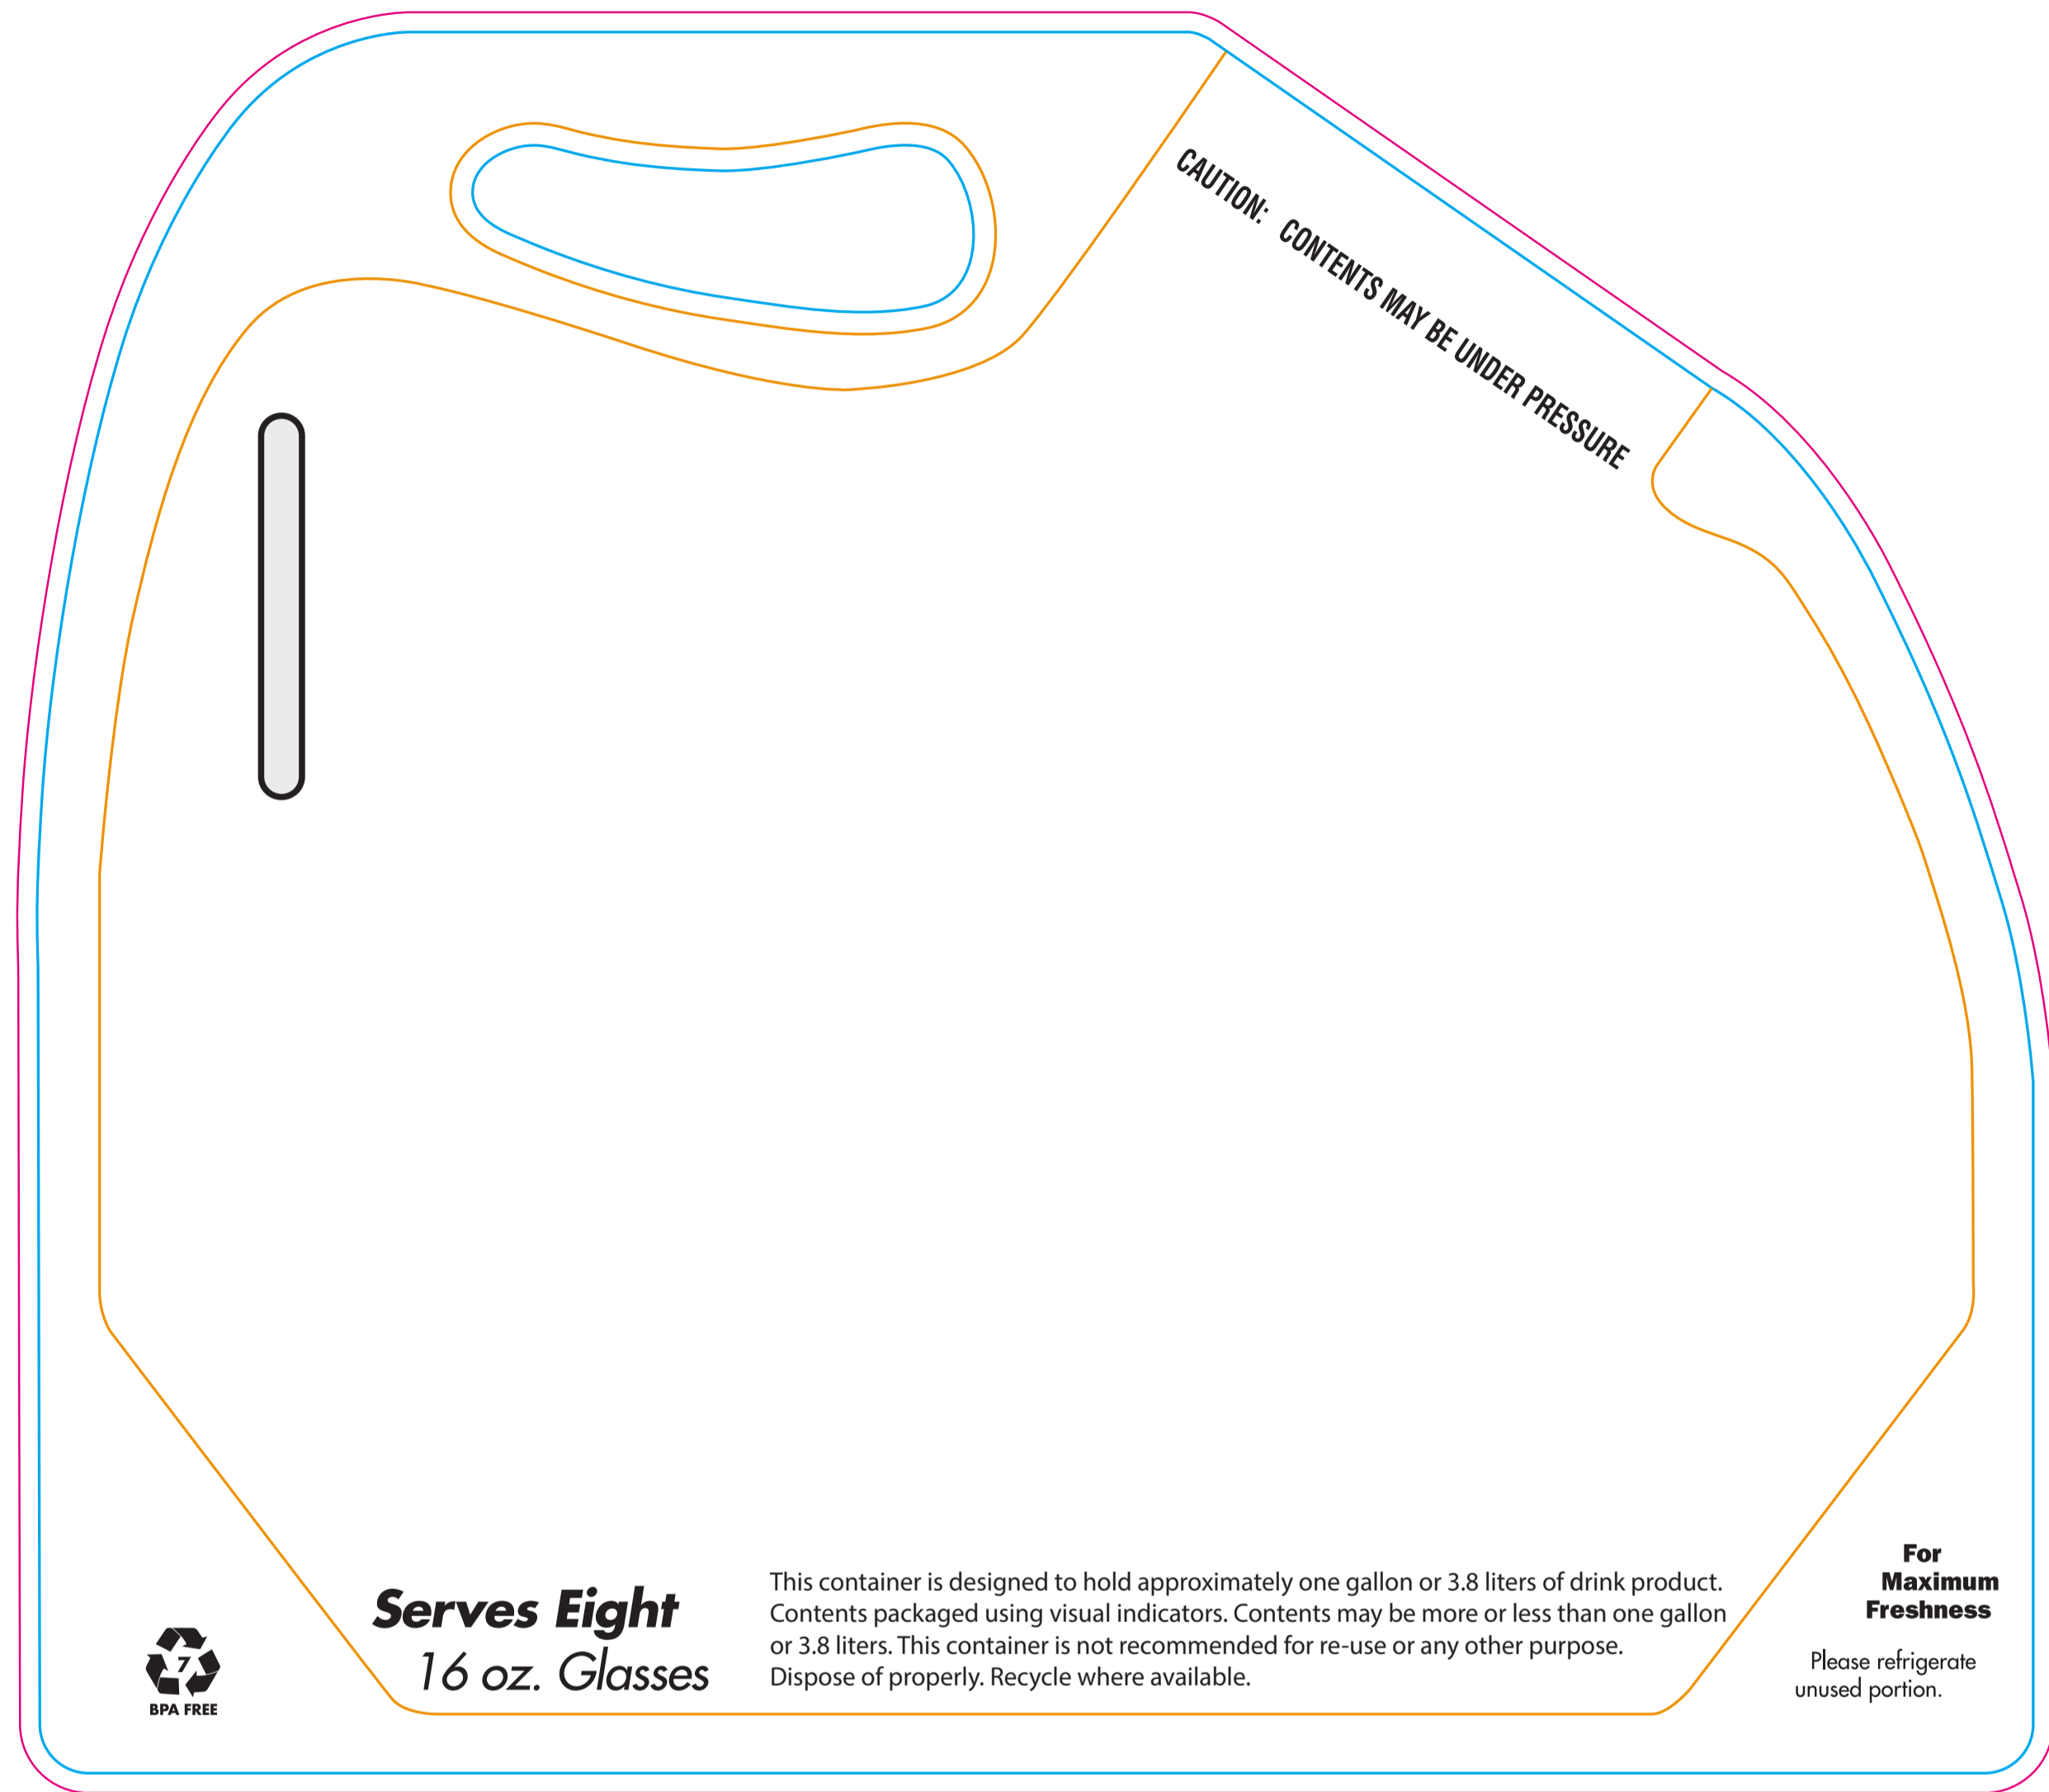 CAUTION: CONTENTS MAY BE UNDER PRESSURE
Serves Eight
16 oz. Glasses
This container is designed to hold approximately one gallon or 3.8 liters of drink product.
Contents packaged using visual indicators. Contents may be more or less than one gallon
or 3.8 liters. This container is not recommended for re-use or any other purpose.
Dispose of properly. Recycle where available.
For
Maximum
Freshness
Please refrigerate
unused portion.
7
BPA FREE